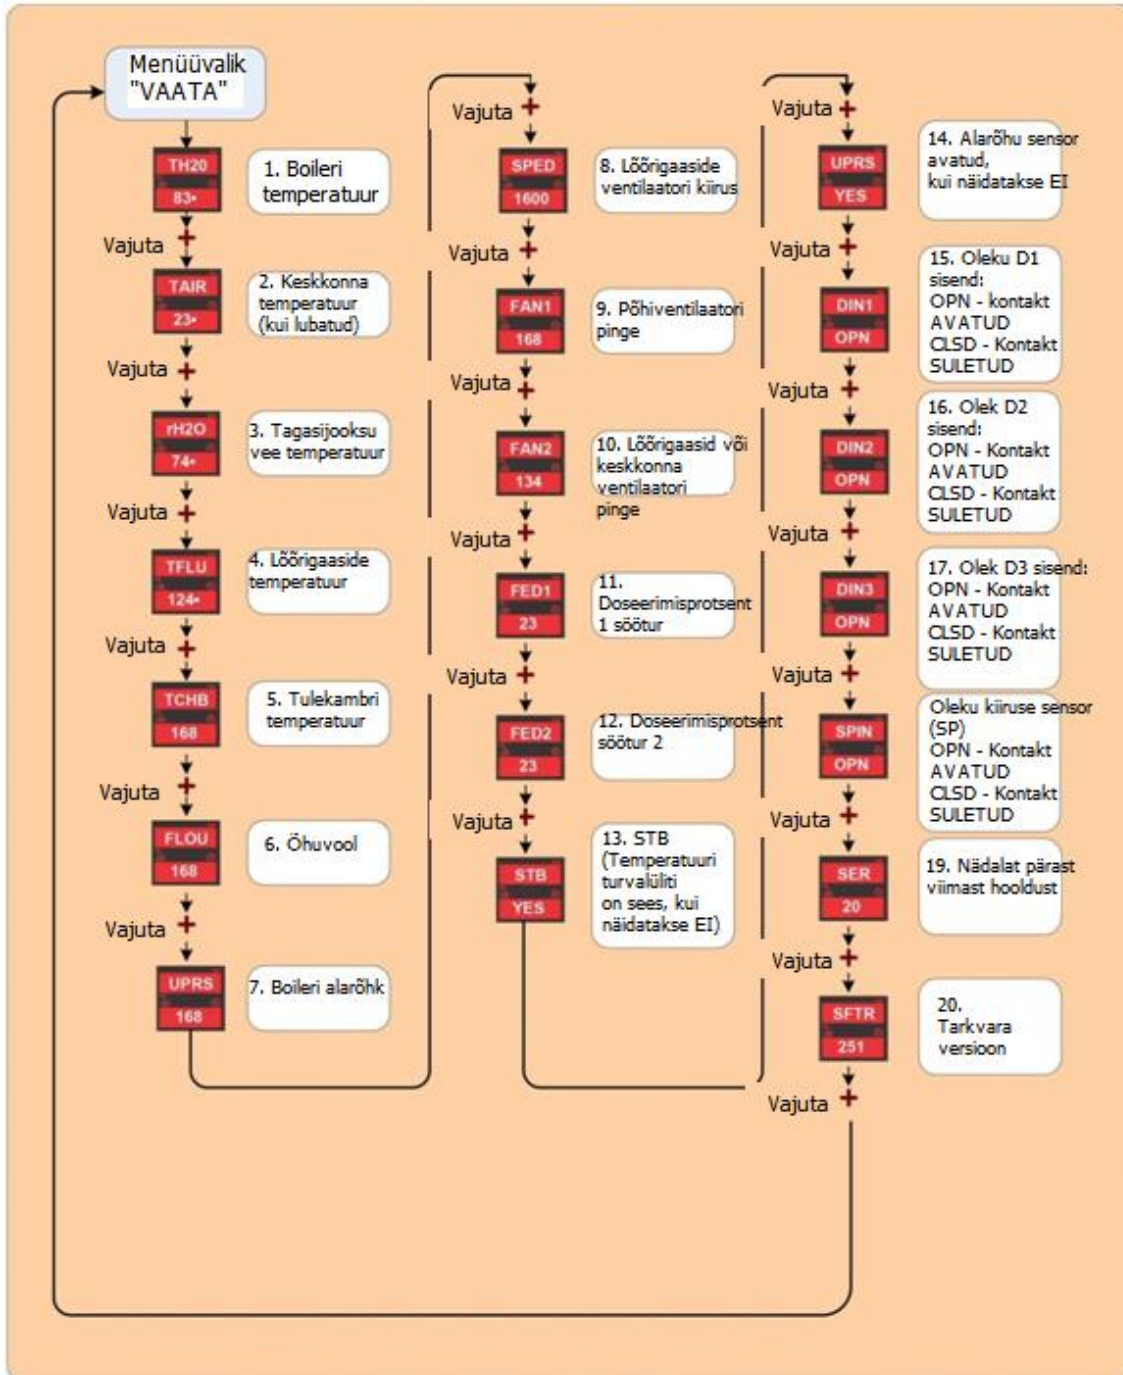 Menüüvalik
"VAATA"
TH20
83•
1. Boileri
temperatuur
Vajuta +
TAIR
23•
2. Keskkonna
temperatuur
(kui lubatud)
Vajuta +
rH2O
74•
3. Tagasijooksu
vee temperatuur
Vajuta +
TFLU
124•
4. Lõõrigaaside
temperatuur
Vajuta +
TCHB
168
5. Tulekambri
temperatuur
Vajuta +
FLOU
168
6. Õhuvool
Vajuta +
UPRS
168
7. Boileri alarõhk
Vajuta +
SPED
1600
8. Lõõrigaaside
ventilaatori kiirus
Vajuta +
FAN1
168
9. Põhiventilaatori
pinge
Vajuta +
FAN2
134
10. Lõõrigaasid või
keskkonna
ventilaatori
pinge
Vajuta +
FED1
23
11.
Doseerimisprotsent
1 söötur
Vajuta +
FED2
23
12. Doseerimisprotsent
söötur 2
Vajuta +
STB
YES
13. STB
(Temperatuuri
turvalüliti
on sees, kui
näidatakse EI)
Vajuta +
UPRS
YES
14. Alarõhu sensor
avatud,
kui näidatakse EI
Vajuta +
DIN1
OPN
15. Oleku D1
sisend:
OPN - kontakt
AVATUD
CLSD - Kontakt
SULETUD
Vajuta +
DIN2
OPN
16. Olek D2
sisend:
OPN - Kontakt
AVATUD
CLSD - Kontakt
SULETUD
Vajuta +
DIN3
OPN
17. Olek D3 sisend:
OPN - Kontakt
AVATUD
CLSD - Kontakt
SULETUD
Vajuta +
SPIN
OPN
Oleku kiiruse sensor
(SP)
OPN - Kontakt
AVATUD
CLSD - Kontakt
SULETUD
Vajuta +
SER
20
19. Nädalat pärast
viimast hooldust
Vajuta +
SFTR
251
20.
Tarkvara
versioon
Vajuta +